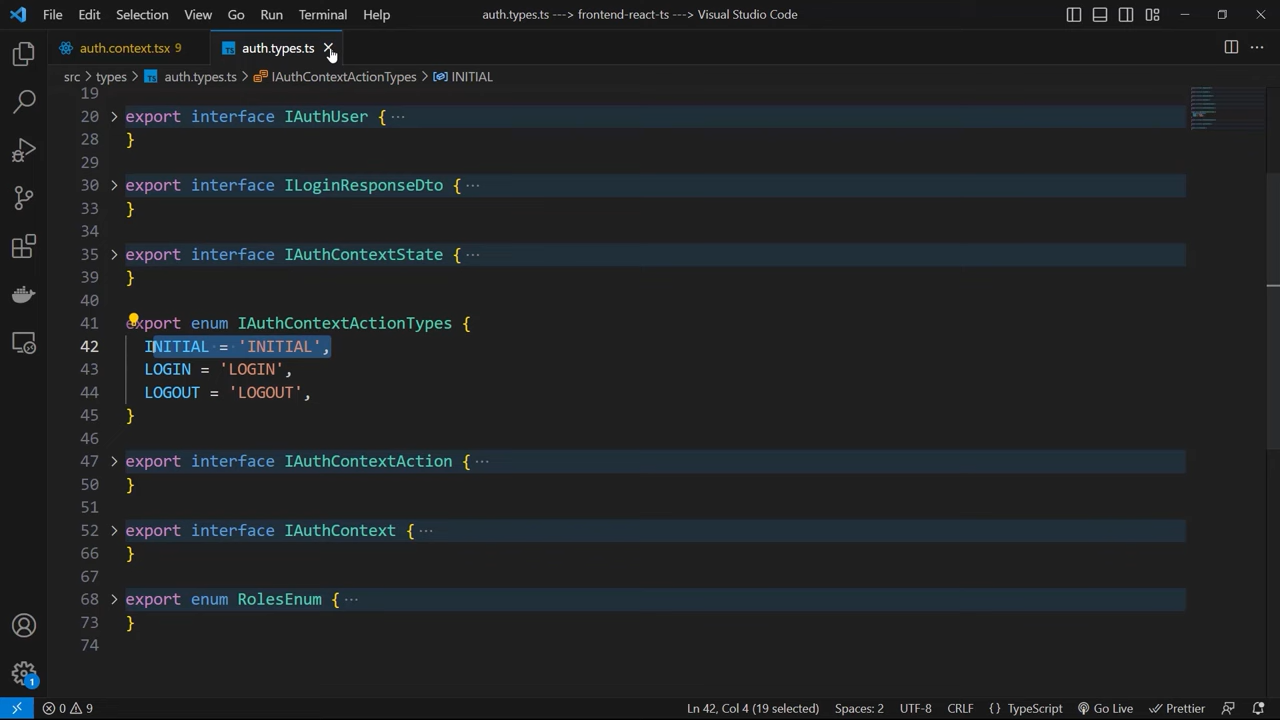 File Edit Selection View Go Run Terminal Help auth.types.ts ---> frontend-react-ts ---> Visual Studio Code
auth.context.tsx 9 TS auth.types.ts
src > types > TS auth.types.ts > IAuthContextActionTypes > INITIAL
19
20 export interface IAuthUser { ···
28 }
29
30 export interface ILoginResponseDto { ···
33 }
34
35 export interface IAuthContextState { ···
39 }
40
41 export enum IAuthContextActionTypes {
42 INITIAL = 'INITIAL',
43 LOGIN = 'LOGIN',
44 LOGOUT = 'LOGOUT',
45 }
46
47 export interface IAuthContextAction { ···
50 }
51
52 export interface IAuthContext { ···
66 }
67
68 export enum RolesEnum { ···
73 }
74
1
0 9 Ln 42, Col 4 (19 selected) Spaces: 2 UTF-8 CRLF {} TypeScript Go Live Prettier